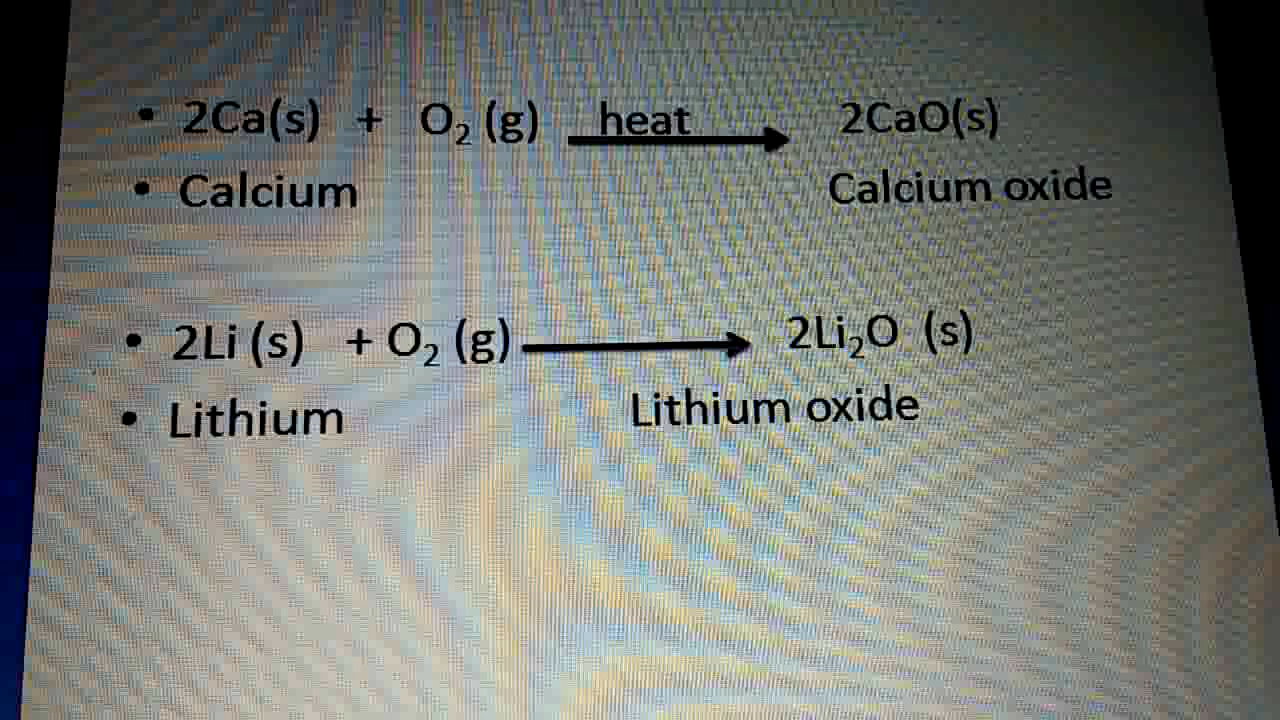 • 2Ca(s) + O₂ (g) heat 2CaO(s)
• Calcium Calcium oxide
• 2Li (s) + O₂ (g) 2Li₂O (s)
• Lithium Lithium oxide